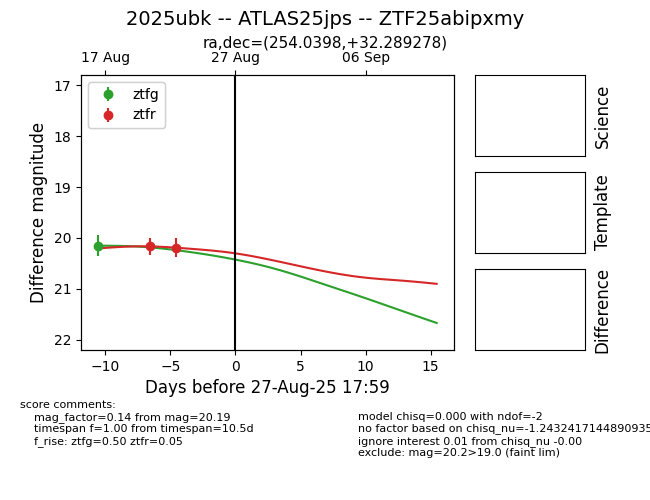 2025ubk -- ATLAS25jps -- ZTF25abipxmy
ra,dec=(254.0398,+32.289278)
17 Aug 27 Aug 06 Sep
ztfg
ztfr
17
18
19
20
21
22
Difference magnitude
−10 −5 0 5 10 15
Days before 27-Aug-25 17:59
Science
Template
Difference
score comments:
mag_factor=0.14 from mag=20.19
timespan f=1.00 from timespan=10.5d
f_rise: ztfg=0.50 ztfr=0.05
model chisq=0.000 with ndof=-2
no factor based on chisq_nu=-1.2432417144890935
ignore interest 0.01 from chisq_nu -0.00
exclude: mag=20.2>19.0 (faint lim)